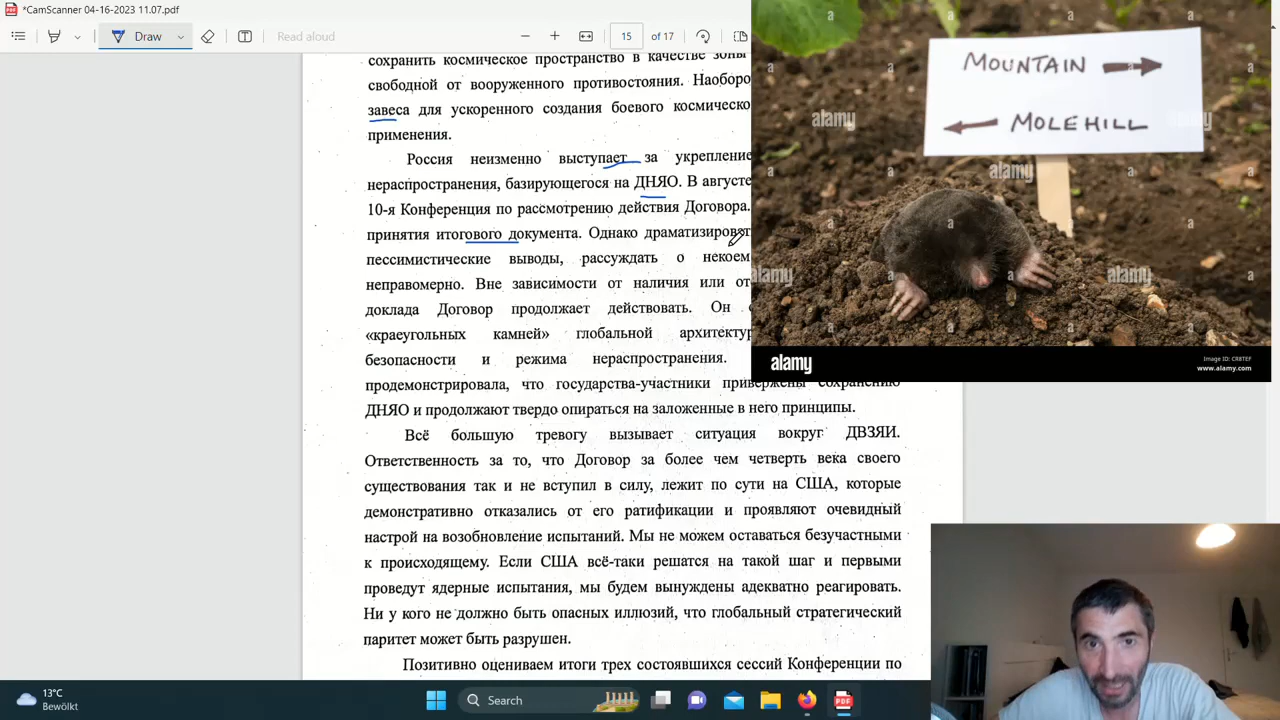 *CamScanner 04-16-2023 11.07.pdf
Draw
Read aloud
15 of 17
сохранить космическое пространство в качестве зоны
свободной от вооруженного противостояния. Наоборо
завеса для ускоренного создания боевого космическо
применения.
Россия неизменно выступает за укрепление
нераспространения, базирующегося на ДНЯО. В августе
10-я Конференция по рассмотрению действия Договора.
принятия итогового документа. Однако драматизироват
пессимистические выводы, рассуждать о некоем
неправомерно. Вне зависимости от наличия или от
доклада Договор продолжает действовать. Он
«краеугольных камней» глобальной архитектур
безопасности и режима нераспространения.
продемонстрировала, что государства-участники привержены сохранению
ДНЯО и продолжают твердо опираться на заложенные в него принципы.
Всё большую тревогу вызывает ситуация вокруг ДВЗЯИ.
Ответственность за то, что Договор за более чем четверть века своего
существования так и не вступил в силу, лежит по сути на США, которые
демонстративно отказались от его ратификации и проявляют очевидный
настрой на возобновление испытаний. Мы не можем оставаться безучастными
к происходящему. Если США всё-таки решатся на такой шаг и первыми
проведут ядерные испытания, мы будем вынуждены адекватно реагировать.
Ни у кого не должно быть опасных иллюзий, что глобальный стратегический
паритет может быть разрушен.
Позитивно оцениваем итоги трех состоявшихся сессий Конференции по
MOUNTAIN
MOLEHILL
a
a
a
a
a
alamy
alamy
a
alamy
a
a
alamy
alamy
a
a
a
alamy
Image ID: CR8TEF
www.alamy.com
13°C
Bewölkt
Search